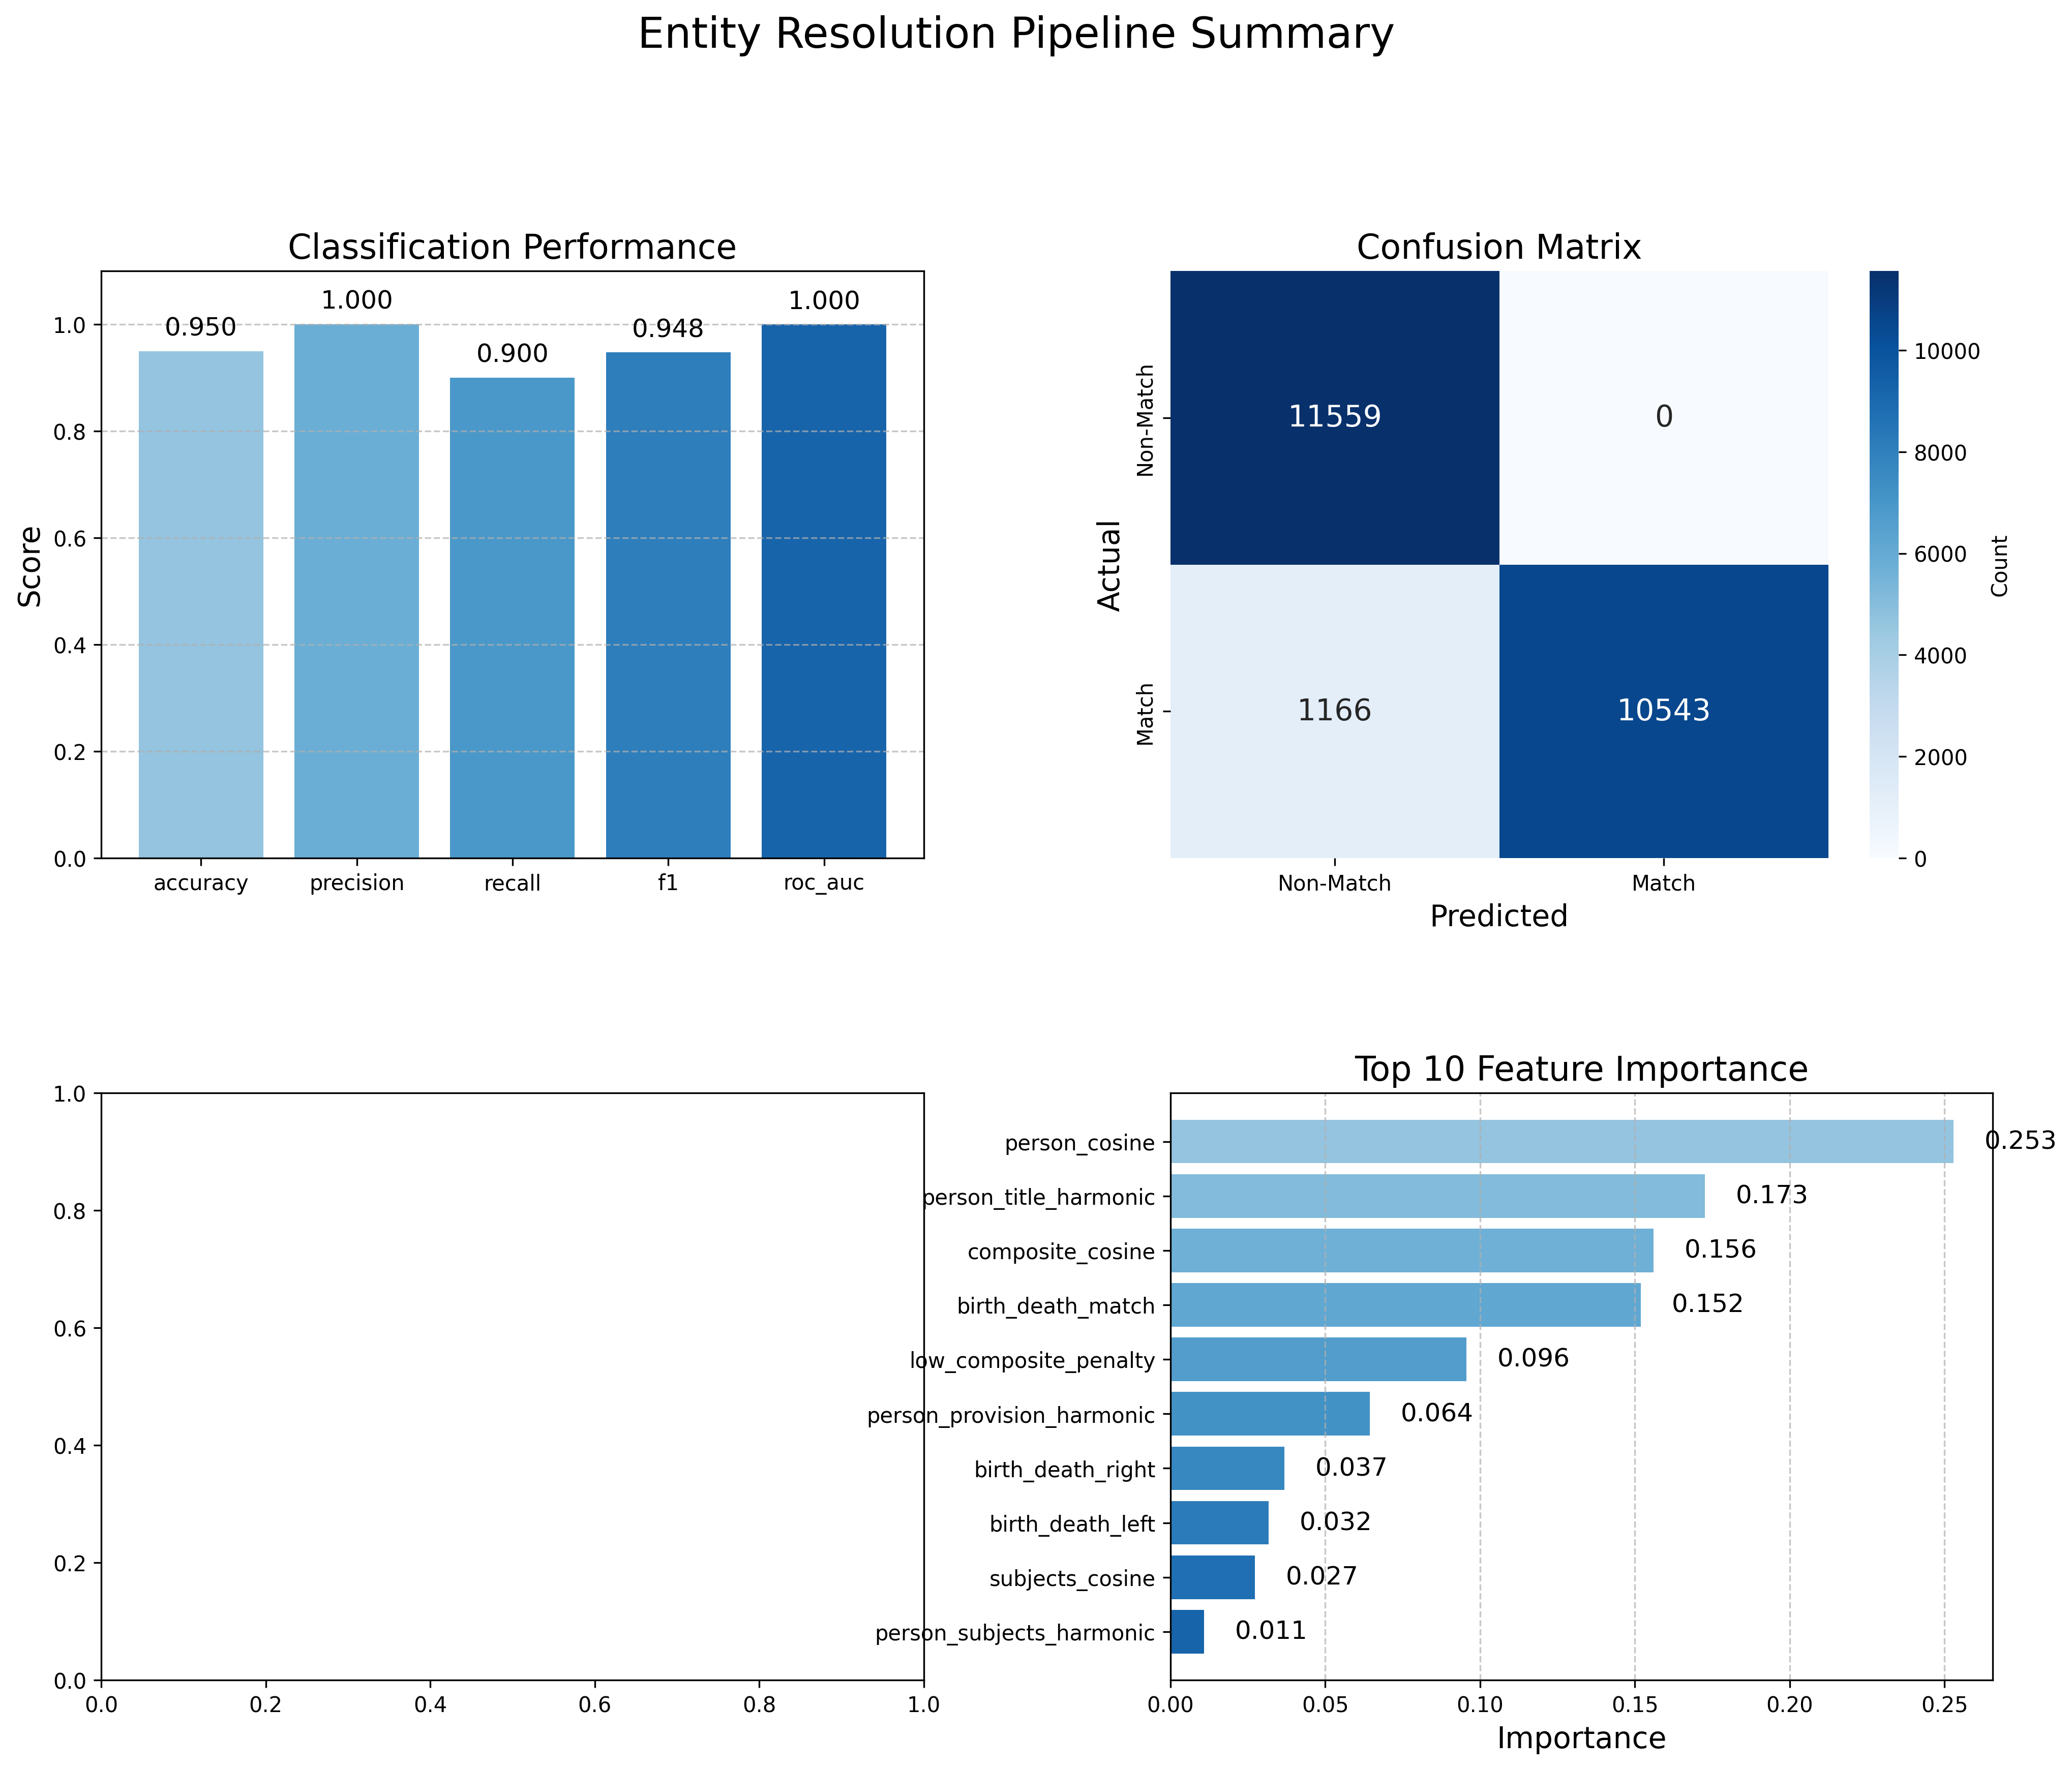 Entity Resolution Pipeline Summary
Classification Performance
Score
1.0
0.8
0.6
0.4
0.2
0.0
0.950
1.000
0.900
0.948
1.000
accuracy precision recall f1 roc_auc
Confusion Matrix
Actual
Non-Match
Match
11559 0
1166 10543
Non-Match Match
Predicted
10000
8000
6000
4000
2000
0
Count
1.0
0.8
0.6
0.4
0.2
0.0
0.0 0.2 0.4 0.6 0.8 1.0
Top 10 Feature Importance
person_cosine 0.253
person_title_harmonic 0.173
composite_cosine 0.156
birth_death_match 0.152
low_composite_penalty 0.096
person_provision_harmonic 0.064
birth_death_right 0.037
birth_death_left 0.032
subjects_cosine 0.027
person_subjects_harmonic 0.011
0.00 0.05 0.10 0.15 0.20 0.25
Importance